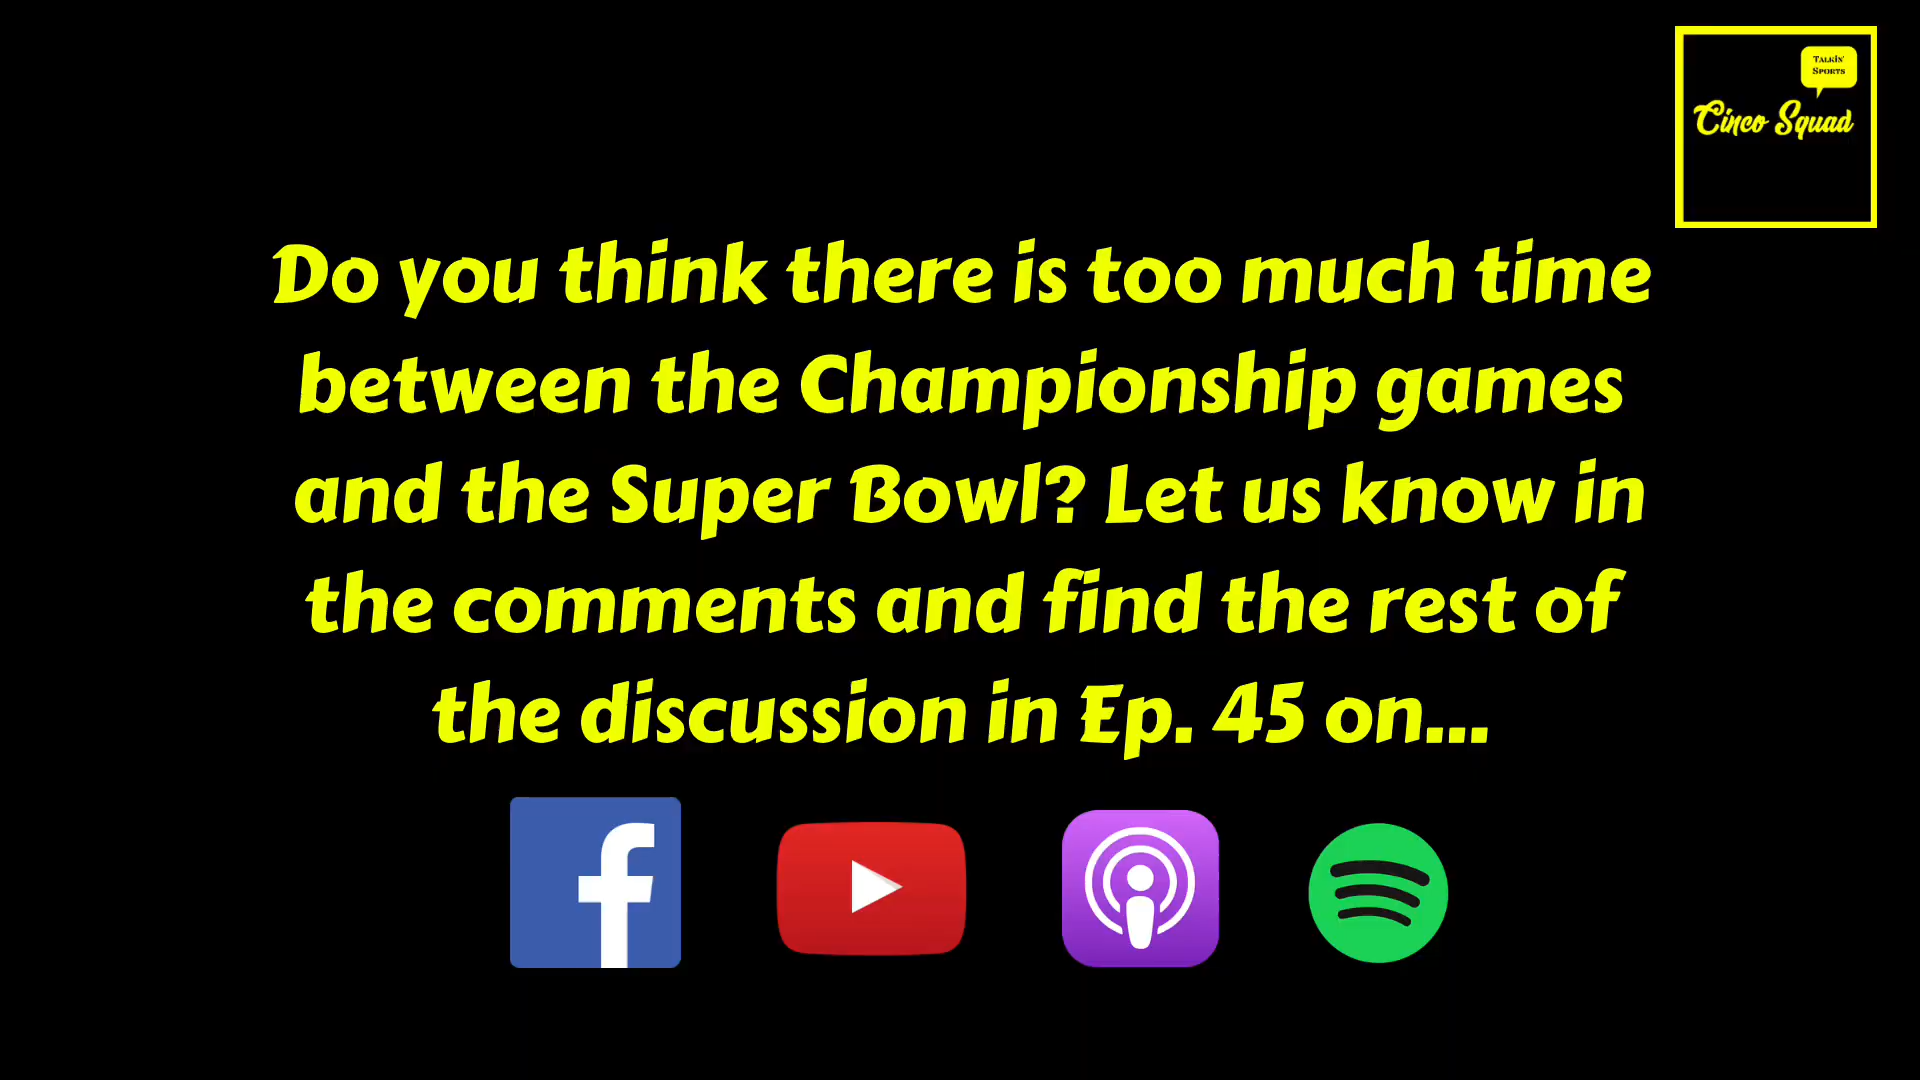 Talkin'
Sports
Cinco Squad
Do you think there is too much time
between the Championship games
and the Super Bowl? Let us know in
the comments and find the rest of
the discussion in Ep. 45 on...